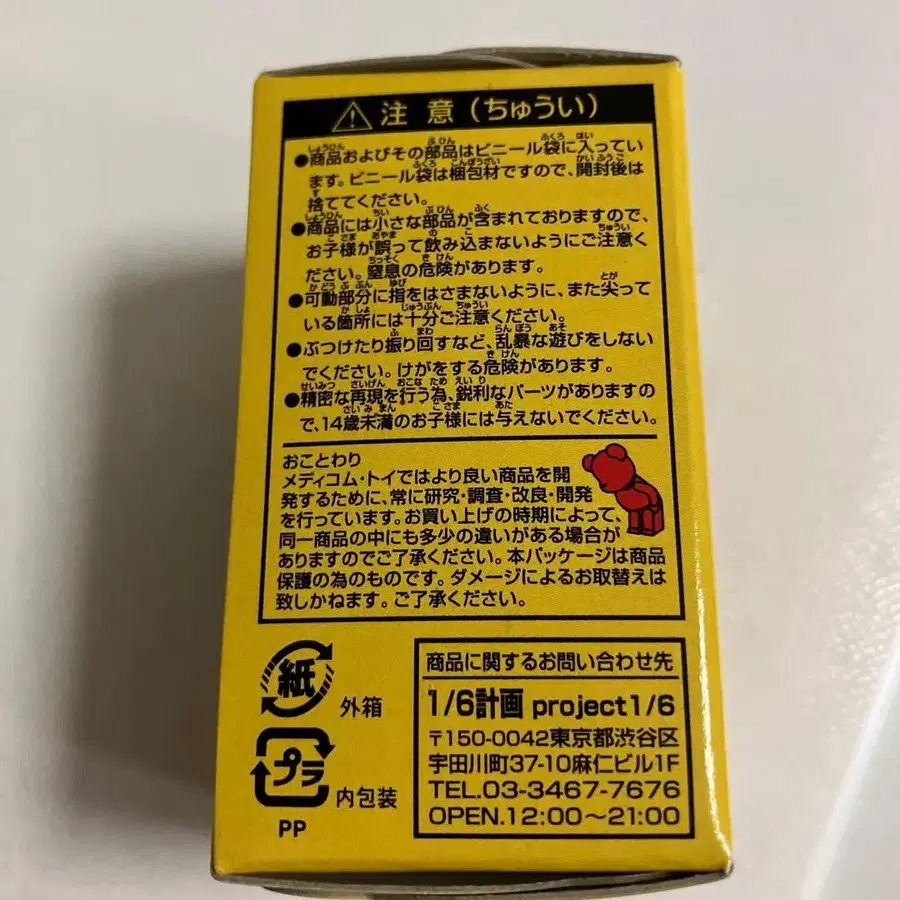 注 意 (ちゅうい)
●商品およびその部品はビニール袋に入ってい
ます。ビニール袋は梱包材ですので、開封後は
捨ててください。
●商品には小さな部品が含まれておりますので、
お子様が誤って飲み込まないようにご注意く
ださい。窒息の危険があります。
●可動部分に指をはさまないように、また尖って
いる箇所には十分ご注意ください。
●ぶつけたり振り回すなど、乱暴な遊びをしない
でください。けがをする危険があります。
●精密な再現を行う為、鋭利なパーツがありますの
で、14歳未満のお子様には与えないでください。
おことわり
メディコム・トイではより良い商品を開
発するために、常に研究・調査・改良・開発
を行っています。お買い上げの時期によって、
同一商品の中にも多少の違いがある場合が
ありますのでご了承ください。本パッケージは商品
保護の為のものです。ダメージによるお取替えは
致しかねます。ご了承ください。
紙 外箱
プラ 内包装
PP
商品に関するお問い合わせ先
1/6計画 project1/6
〒150-0042東京都渋谷区
宇田川町37-10麻仁ビル1F
TEL.03-3467-7676
OPEN.12:00〜21:00